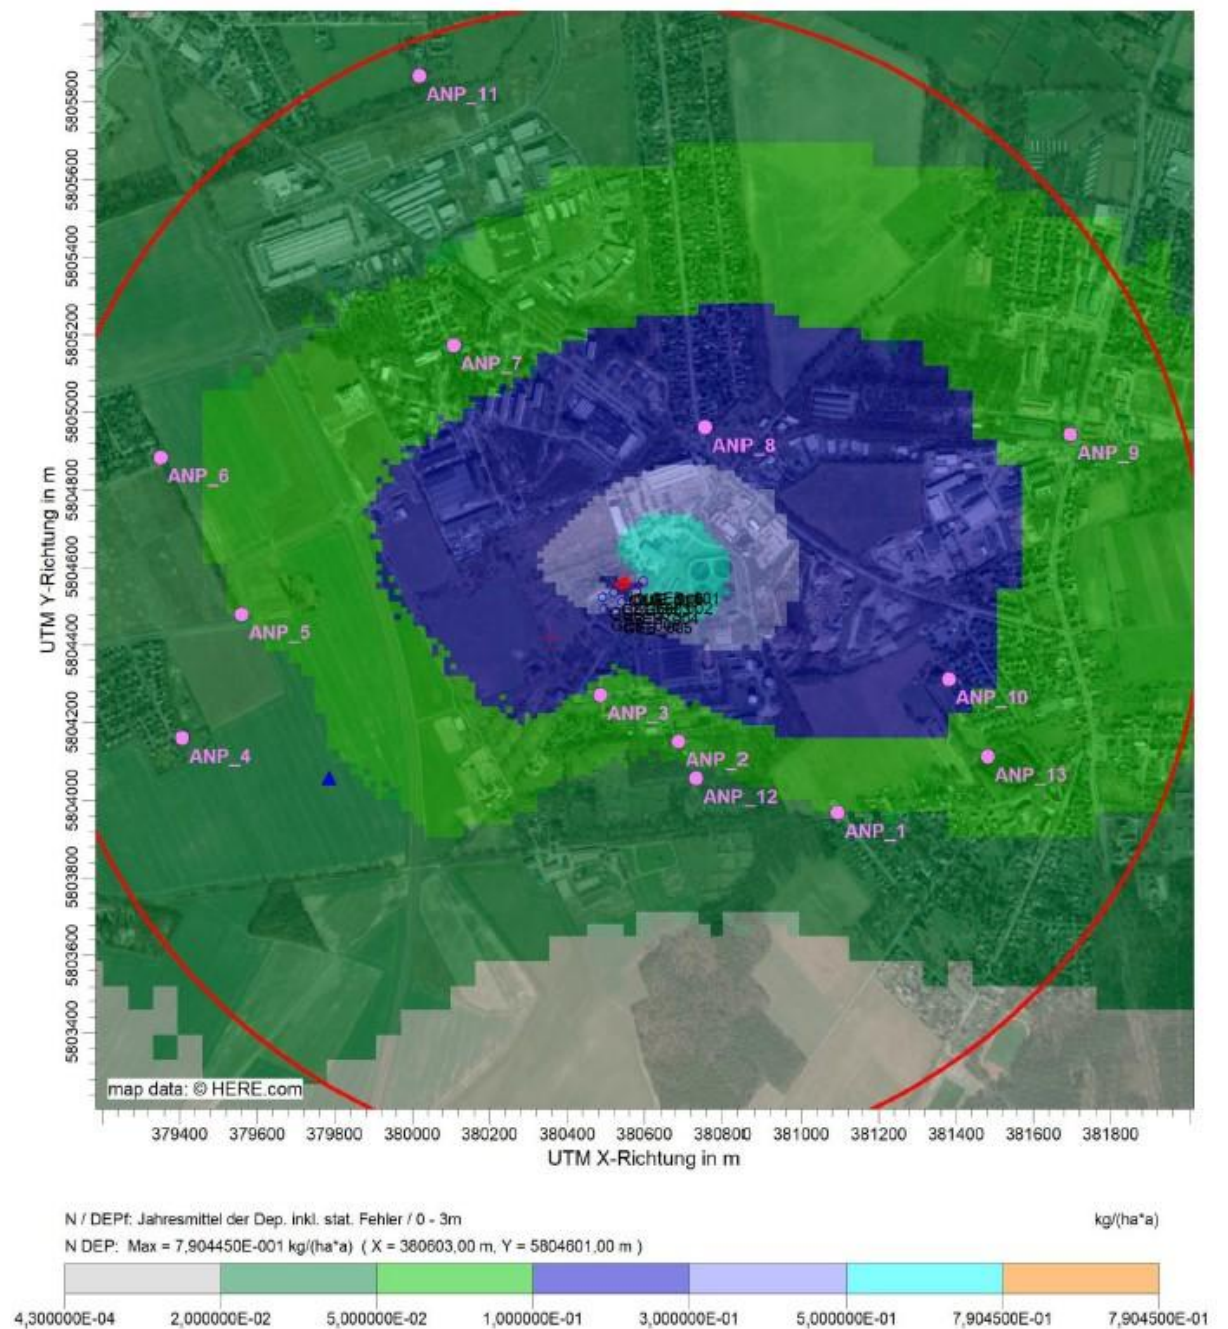 ANP_11
ANP_7
ANP_8
ANP_9
ANP_6
ANP_5
ANP_3
ANP_10
ANP_4
ANP_2
ANP_13
ANP_12
ANP_1
UTM Y-Richtung in m
5805800
5805600
5805400
5805200
5805000
5804800
5804600
5804400
5804200
5804000
5803800
5803600
5803400
map data: © HERE.com
379400 379600 379800 380000 380200 380400 380600 380800 381000 381200 381400 381600 381800
UTM X-Richtung in m
N / DEPf: Jahresmittel der Dep. inkl. stat. Fehler / 0 - 3m kg/(ha*a)
N DEP: Max = 7,904450E-001 kg/(ha*a) ( X = 380603,00 m, Y = 5804601,00 m )
4,300000E-04 2,000000E-02 5,000000E-02 1,000000E-01 3,000000E-01 5,000000E-01 7,904500E-01 7,904500E-01